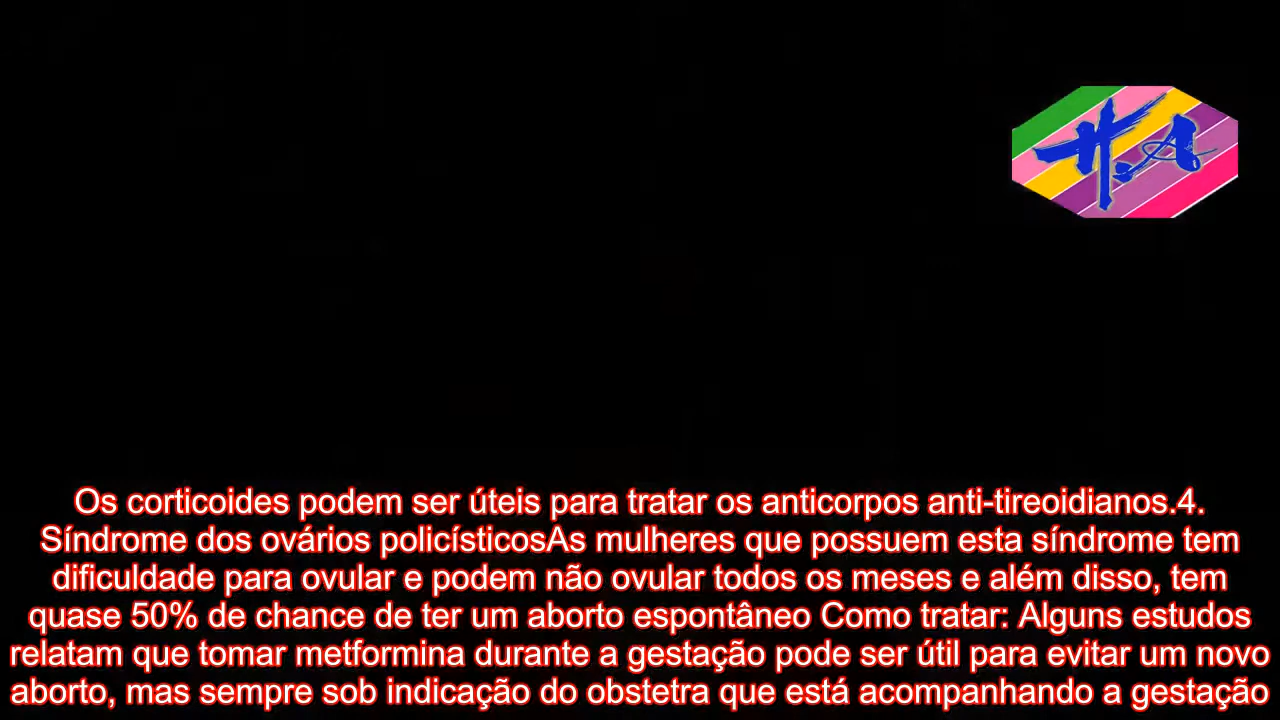 Os corticoides podem ser úteis para tratar os anticorpos anti-tireoidianos.4.
Síndrome dos ovários policísticosAs mulheres que possuem esta síndrome tem
dificuldade para ovular e podem não ovular todos os meses e além disso, tem
quase 50% de chance de ter um aborto espontâneo Como tratar: Alguns estudos
relatam que tomar metformina durante a gestação pode ser útil para evitar um novo
aborto, mas sempre sob indicação do obstetra que está acompanhando a gestação